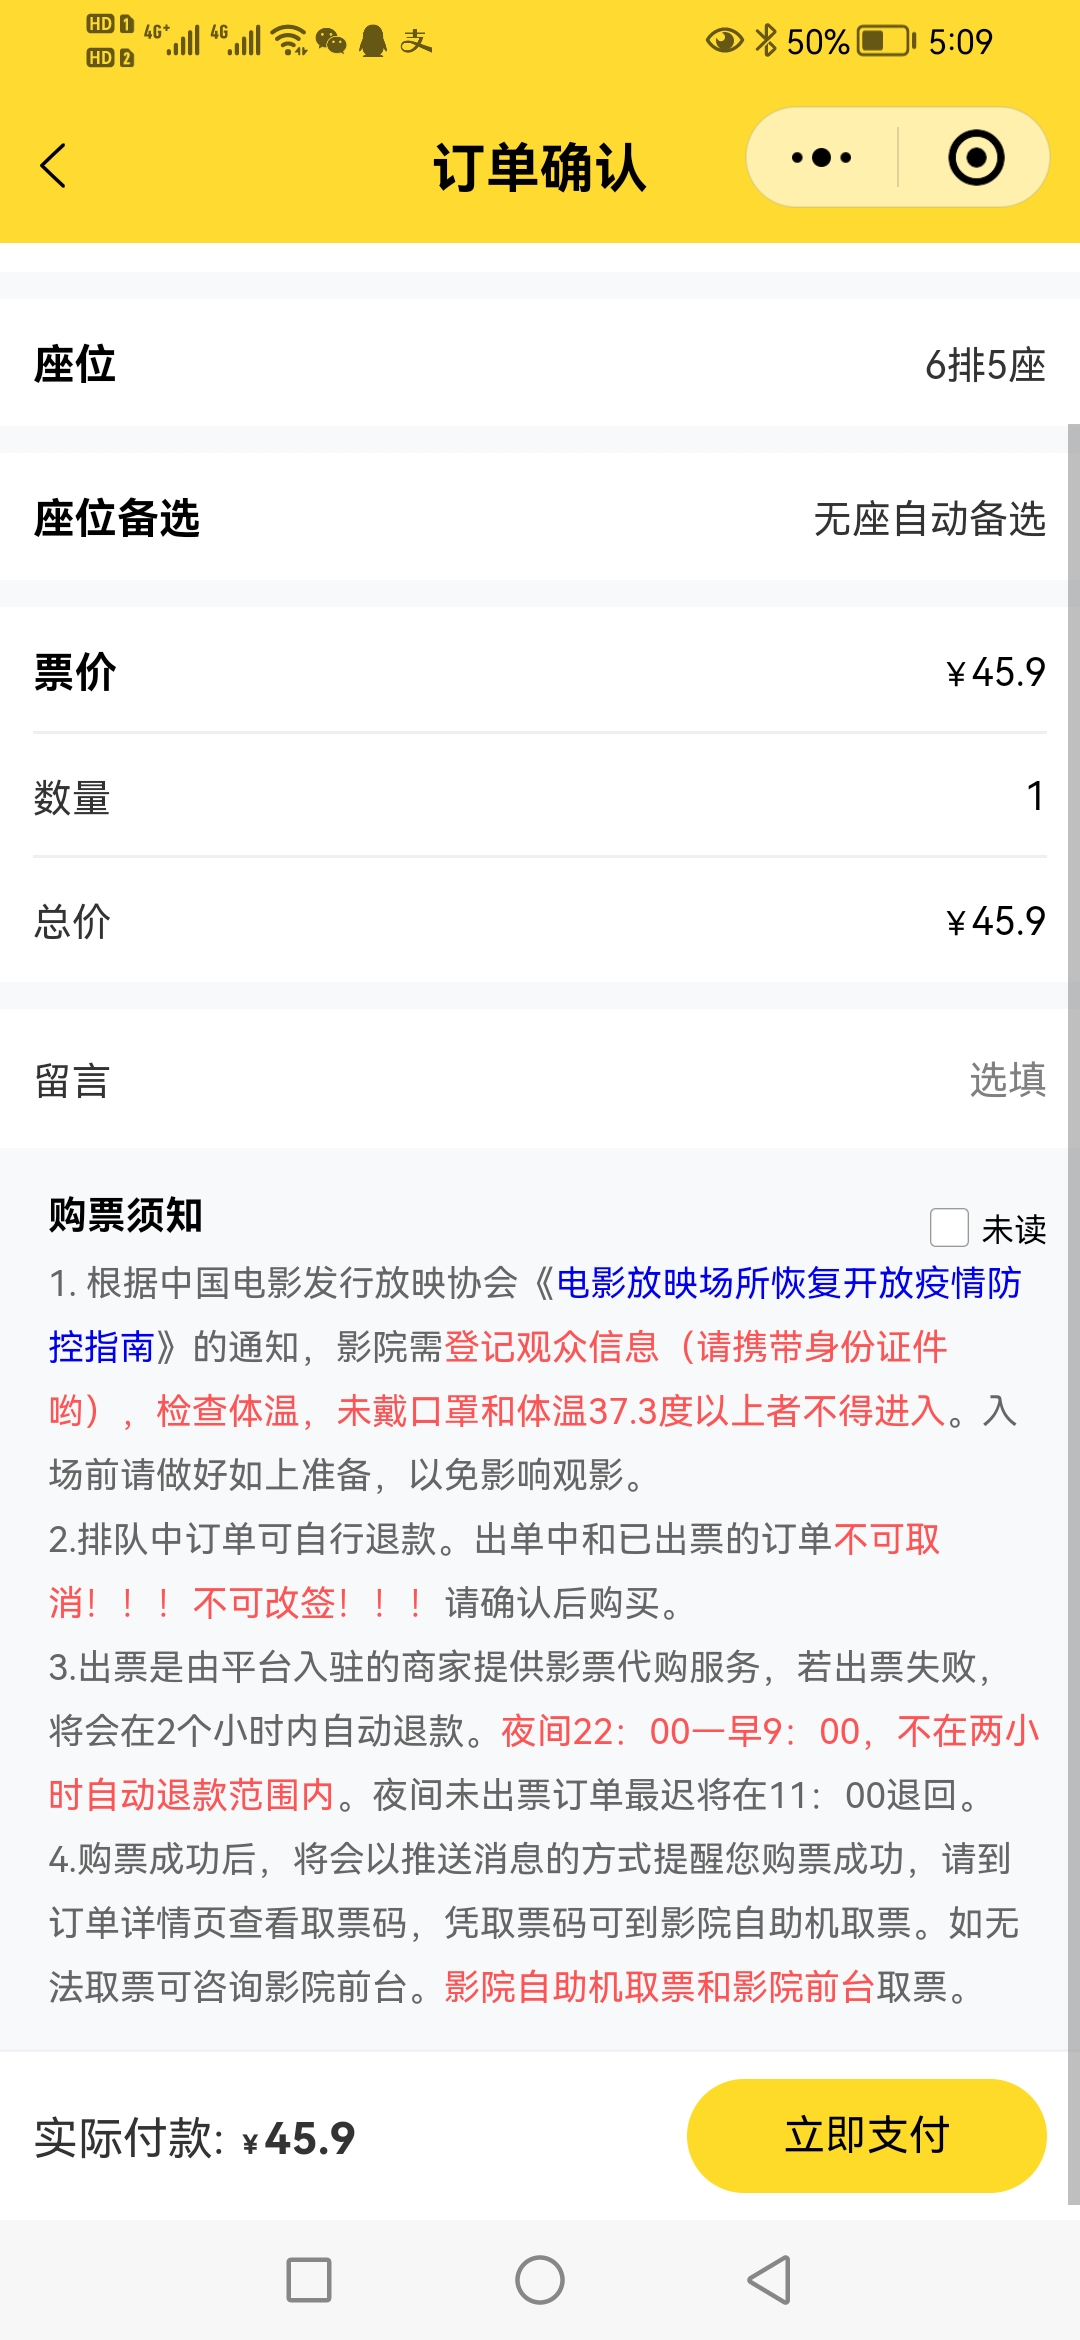 HD 1 4G+ 4G 支 50% 5:09
HD 2
订单确认
座位 6排5座
座位备选 无座自动备选
票价 ¥45.9
数量 1
总价 ¥45.9
留言 选填
购票须知 未读
1. 根据中国电影发行放映协会《电影放映场所恢复开放疫情防
控指南》的通知，影院需登记观众信息（请携带身份证件
哟），检查体温，未戴口罩和体温37.3度以上者不得进入。入
场前请做好如上准备，以免影响观影。
2.排队中订单可自行退款。出单中和已出票的订单不可取
消！！！不可改签！！！请确认后购买。
3.出票是由平台入驻的商家提供影票代购服务，若出票失败，
将会在2个小时内自动退款。夜间22：00一早9：00，不在两小
时自动退款范围内。夜间未出票订单最迟将在11：00退回。
4.购票成功后，将会以推送消息的方式提醒您购票成功，请到
订单详情页查看取票码，凭取票码可到影院自助机取票。如无
法取票可咨询影院前台。影院自助机取票和影院前台取票。
实际付款: ¥45.9 立即支付